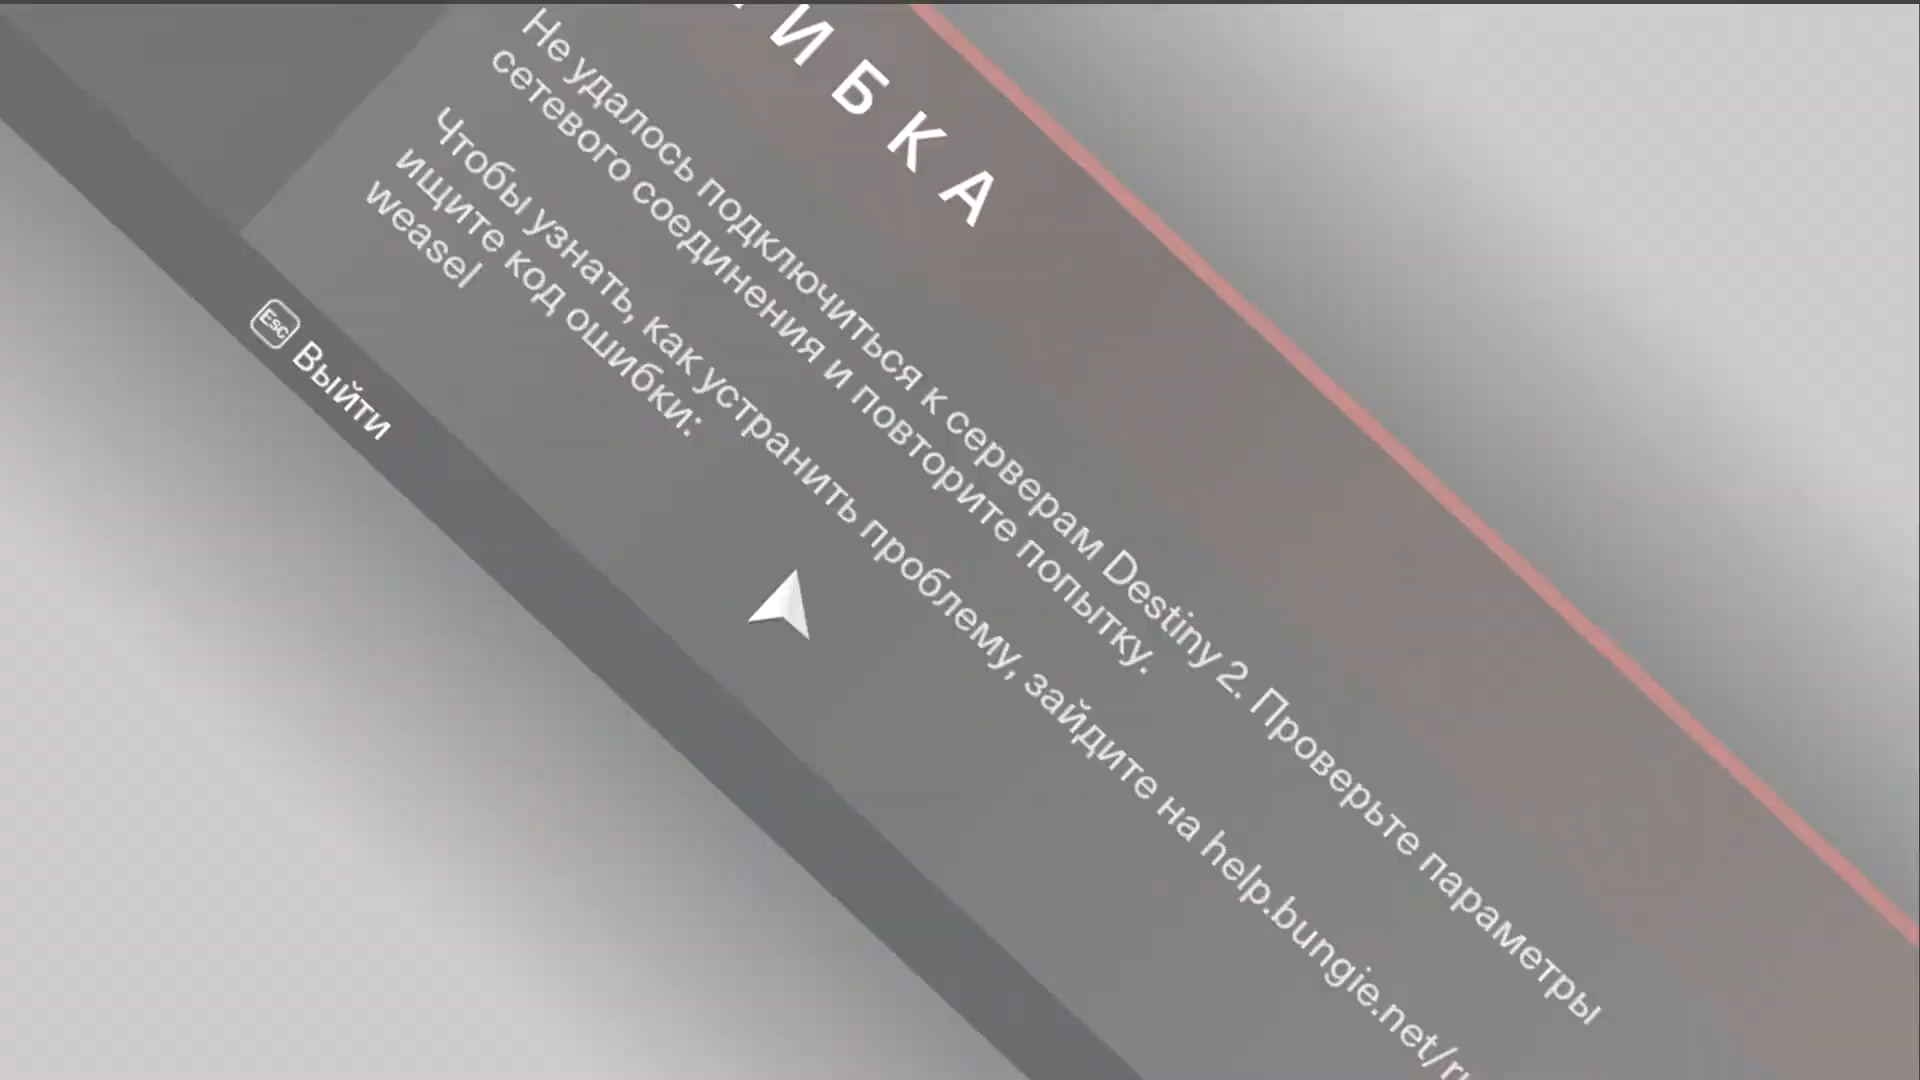 ИБКА
Не удалось подключиться к серверам Destiny 2. Проверьте параметры
сетевого соединения и повторите попытку.
Чтобы узнать, как устранить проблему, зайдите на help.bungie.net/r
ищите код ошибки:
weasel
Esc Выйти